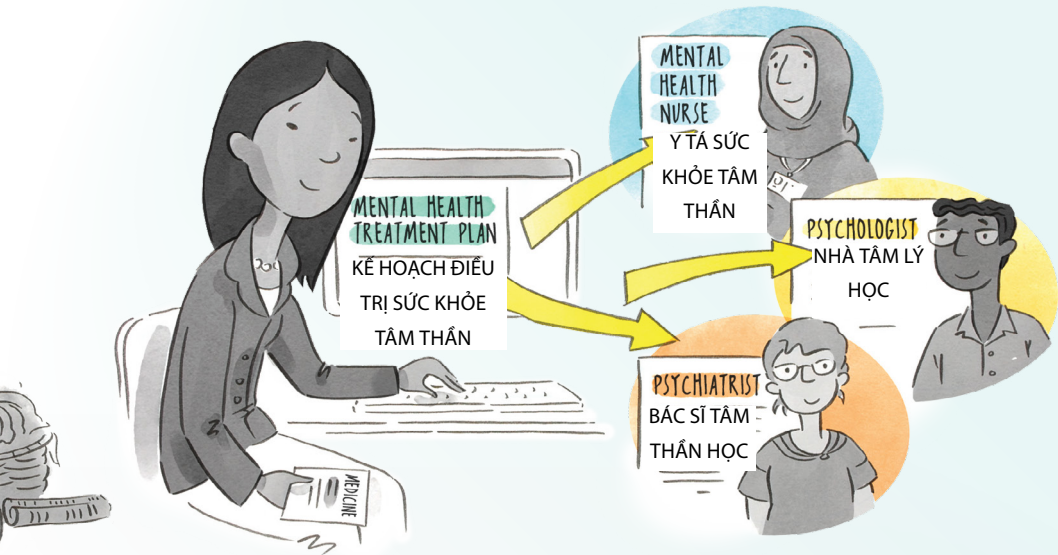 MENTAL HEALTH
TREATMENT PLAN
KẾ HOẠCH ĐIỀU
TRỊ SỨC KHỎE
TÂM THẦN
MENTAL
HEALTH
NURSE
Y TÁ SỨC
KHỎE TÂM
THẦN
PSYCHOLOGIST
NHÀ TÂM LÝ
HỌC
PSYCHIATRIST
BÁC SĨ TÂM
THẦN HỌC
MEDICINE